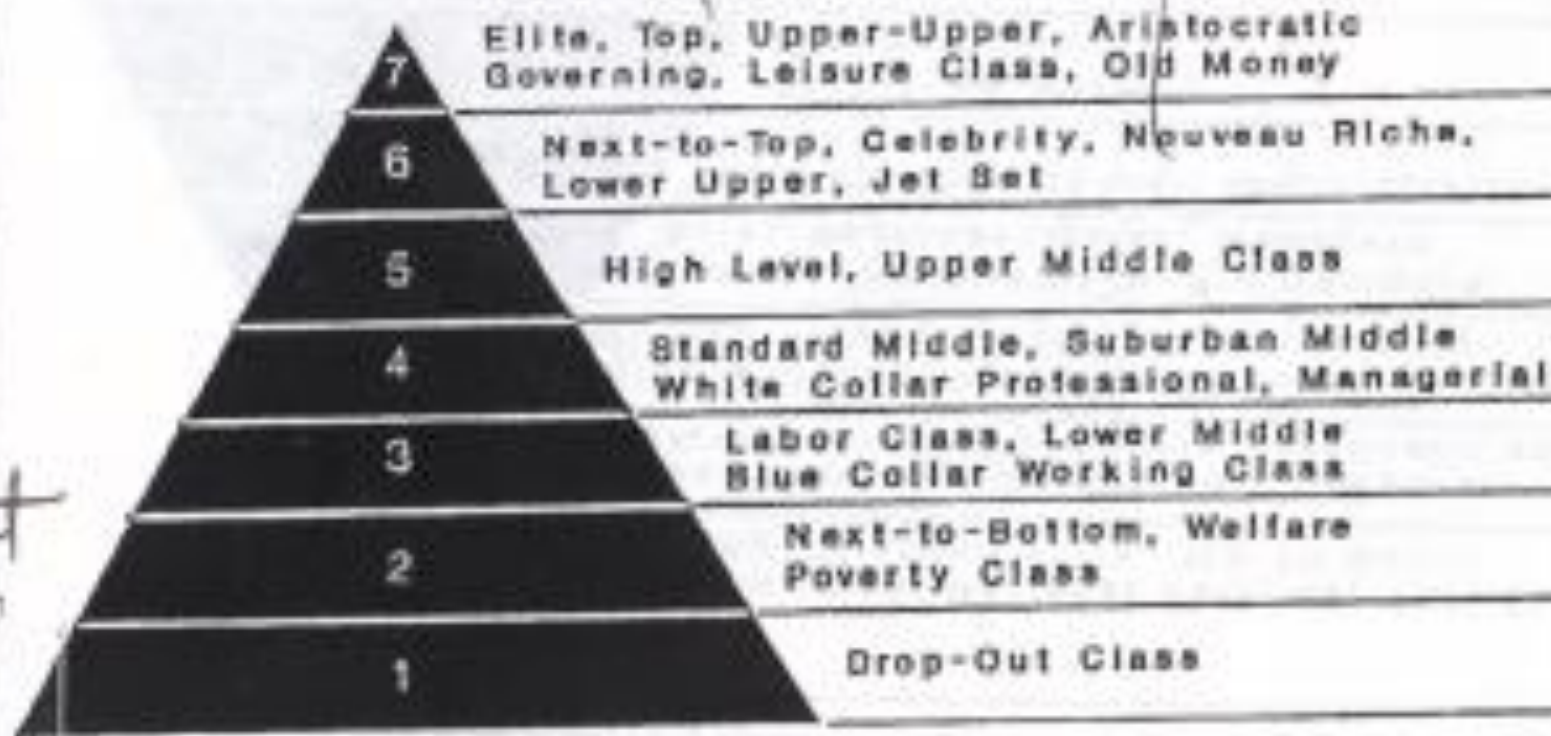 7
Elite, Top, Upper-Upper, Aristocratic
Governing, Leisure Class, Old Money
6
Next-to-Top, Celebrity, Nouveau Riche,
Lower Upper, Jet Set
5
High Level, Upper Middle Class
4
Standard Middle, Suburban Middle
White Collar Professional, Managerial
3
Labor Class, Lower Middle
Blue Collar Working Class
2
Next-to-Bottom, Welfare
Poverty Class
1
Drop-Out Class